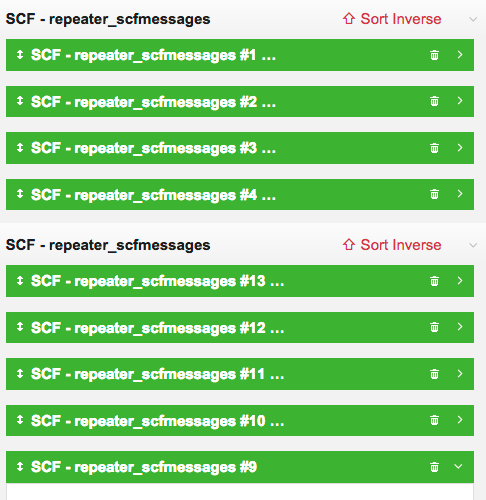 SCF - repeater_scfmessages Sort Inverse
SCF - repeater_scfmessages #1 ...
SCF - repeater_scfmessages #2 ...
SCF - repeater_scfmessages #3 ...
SCF - repeater_scfmessages #4 ...
SCF - repeater_scfmessages Sort Inverse
SCF - repeater_scfmessages #13 ...
SCF - repeater_scfmessages #12 ...
SCF - repeater_scfmessages #11 ...
SCF - repeater_scfmessages #10 ...
SCF - repeater_scfmessages #9